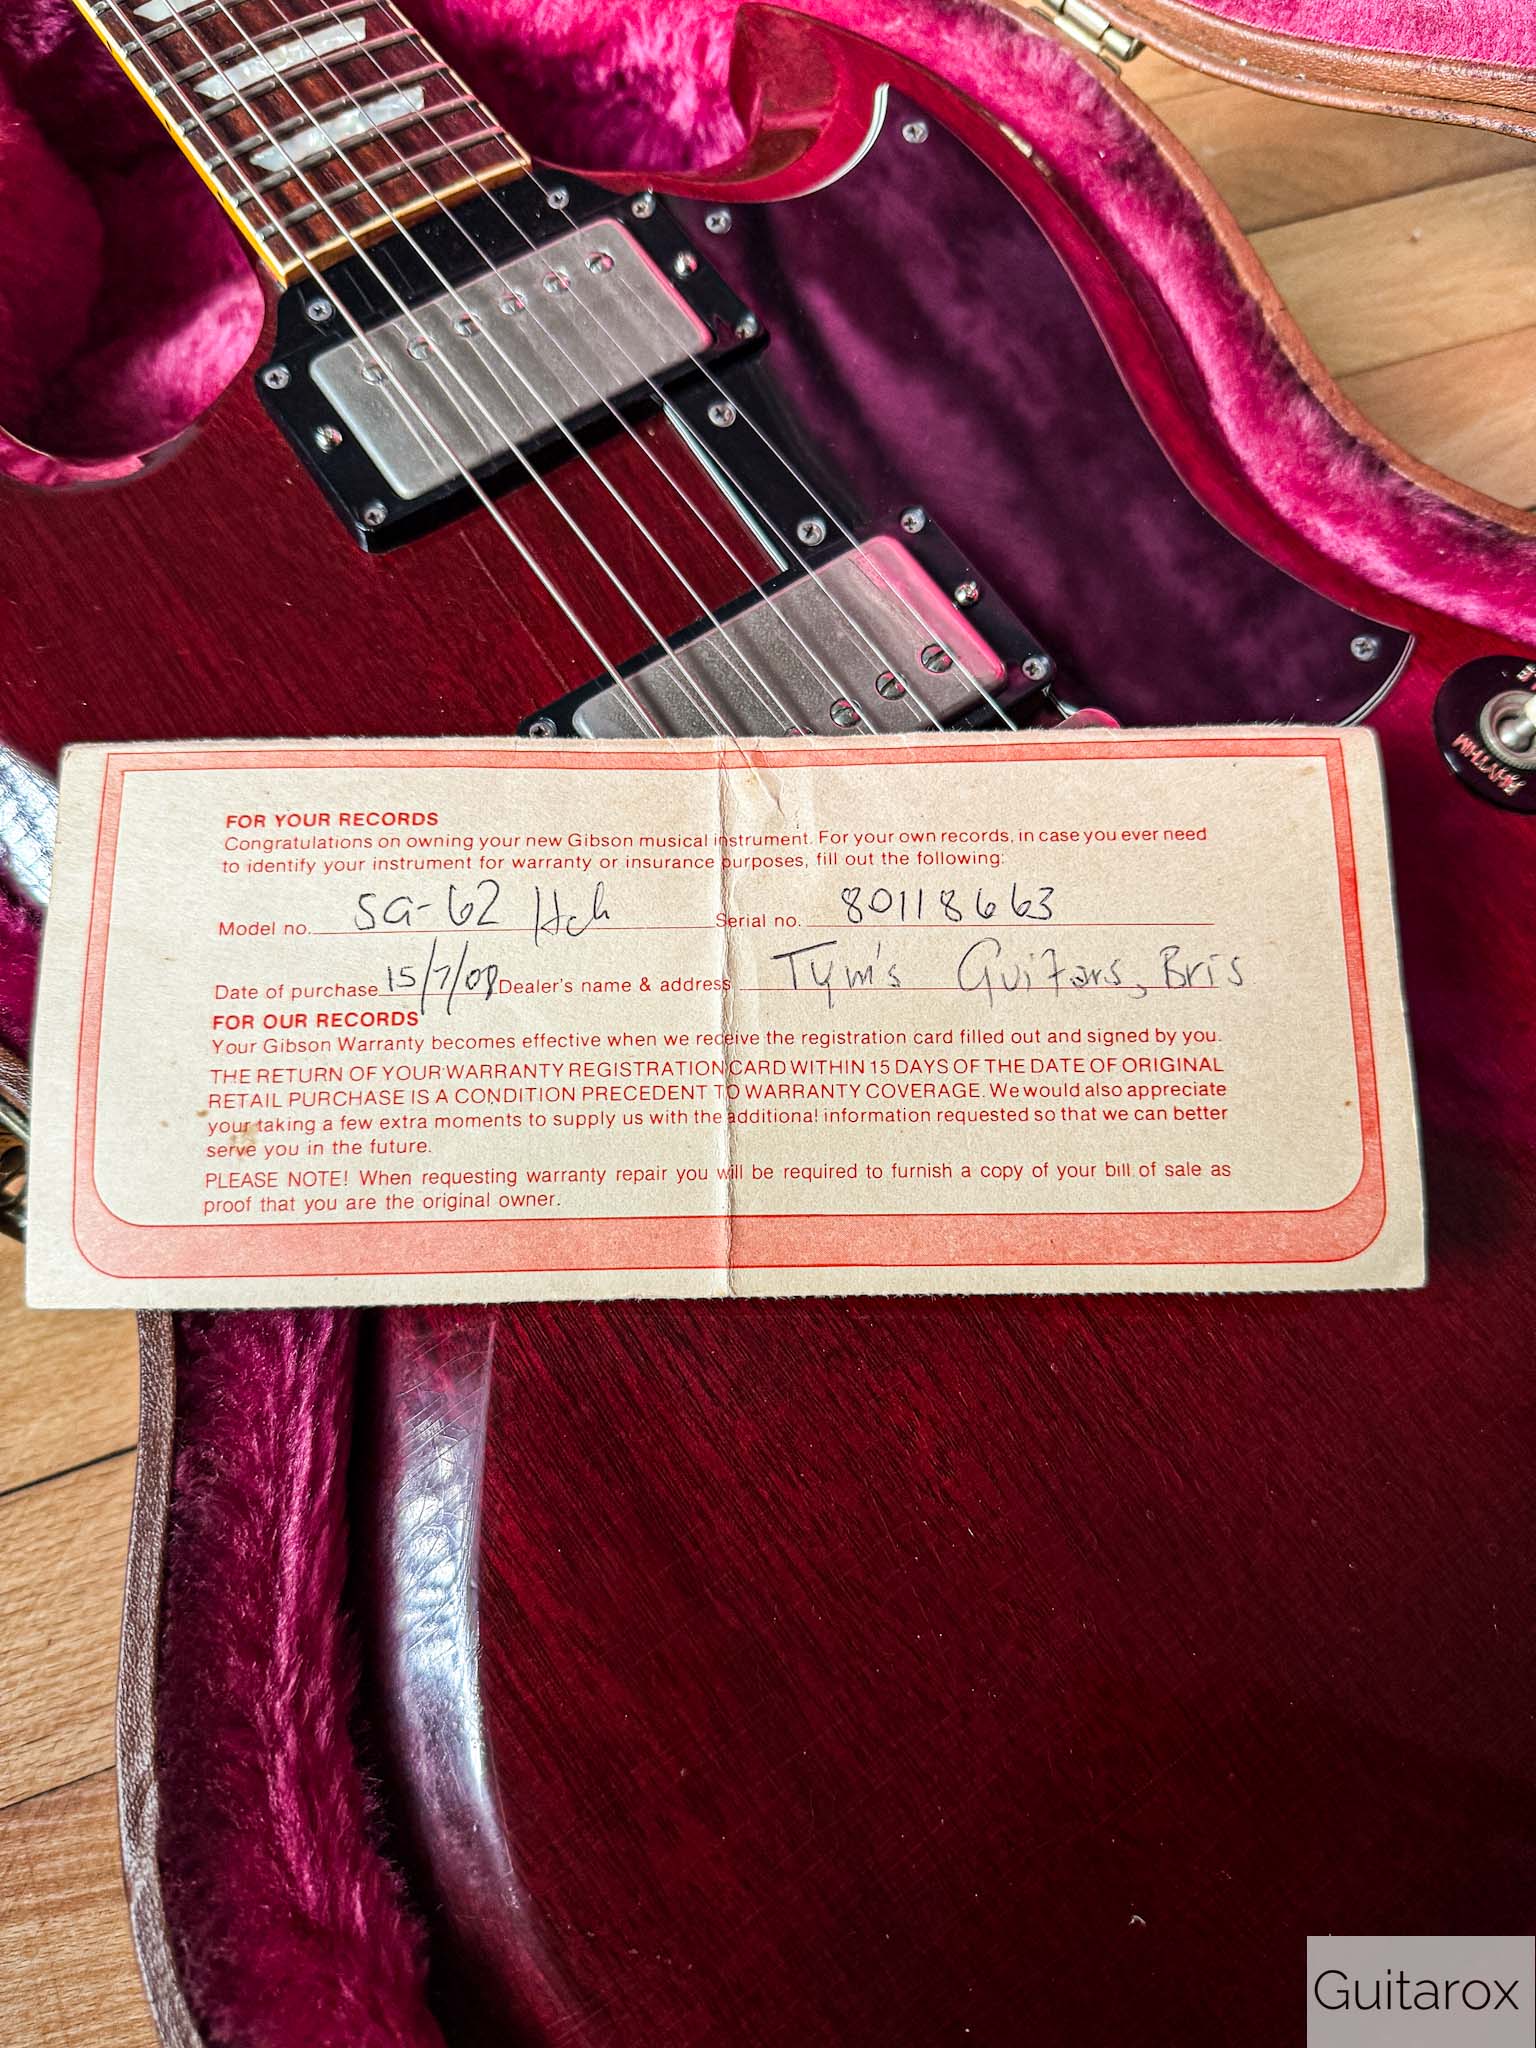 RHYTHM
FOR YOUR RECORDS
Congratulations on owning your new Gibson musical instrument. For your own records, in case you ever need
to identify your instrument for warranty or insurance purposes, fill out the following:
Model no. SG-62 Hch Serial no. 80118663
Date of purchase 15/7/08 Dealer's name & address Tym's Guitars, Bris
FOR OUR RECORDS
Your Gibson Warranty becomes effective when we receive the registration card filled out and signed by you.
THE RETURN OF YOUR WARRANTY REGISTRATION CARD WITHIN 15 DAYS OF THE DATE OF ORIGINAL
RETAIL PURCHASE IS A CONDITION PRECEDENT TO WARRANTY COVERAGE. We would also appreciate
your taking a few extra moments to supply us with the additional information requested so that we can better
serve you in the future.
PLEASE NOTE! When requesting warranty repair you will be required to furnish a copy of your bill of sale as
proof that you are the original owner.
Guitarox